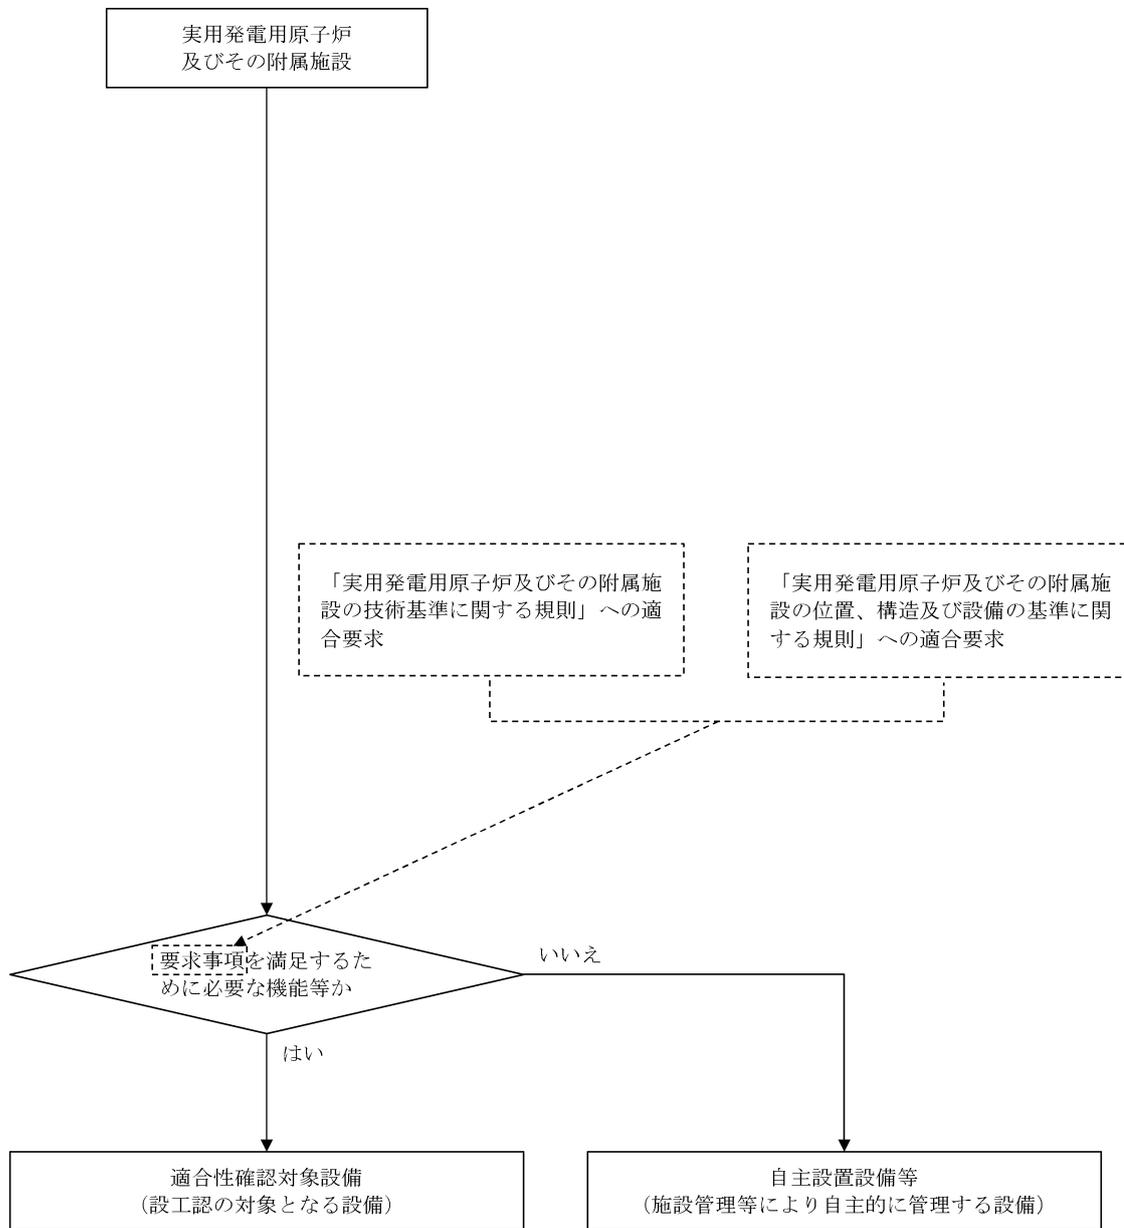 実用発電用原子炉
及びその附属施設
「実用発電用原子炉及びその附属施
設の技術基準に関する規則」への適
合要求
「実用発電用原子炉及びその附属施
設の位置、構造及び設備の基準に関
する規則」への適合要求
要求事項を満足するた
めに必要な機能等か
いいえ
はい
適合性確認対象設備
（設工認の対象となる設備）
自主設置設備等
（施設管理等により自主的に管理する設備）